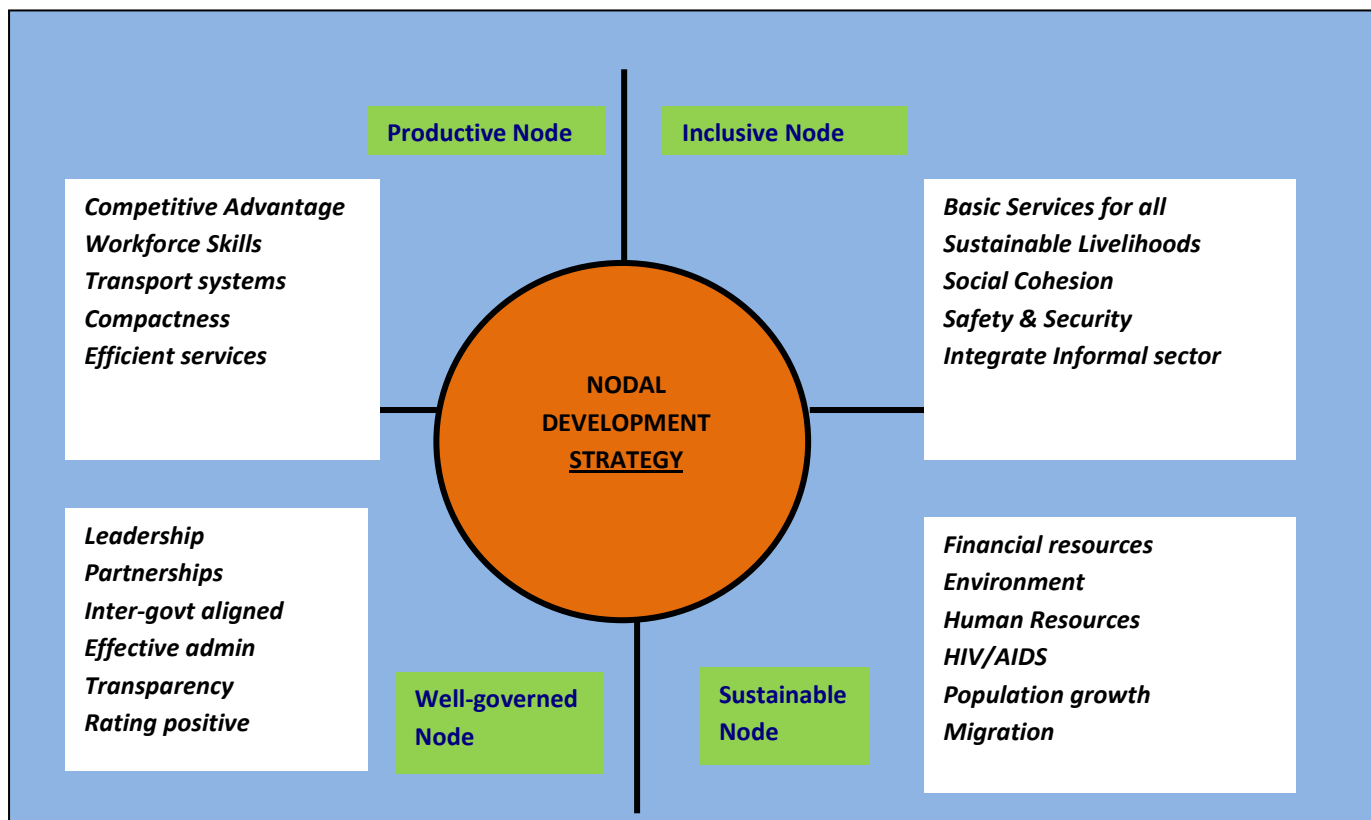 Productive Node
Inclusive Node
Competitive Advantage
Workforce Skills
Transport systems
Compactness
Efficient services
Basic Services for all
Sustainable Livelihoods
Social Cohesion
Safety & Security
Integrate Informal sector
NODAL
DEVELOPMENT
STRATEGY
Leadership
Partnerships
Inter-govt aligned
Effective admin
Transparency
Rating positive
Well-governed
Node
Sustainable
Node
Financial resources
Environment
Human Resources
HIV/AIDS
Population growth
Migration